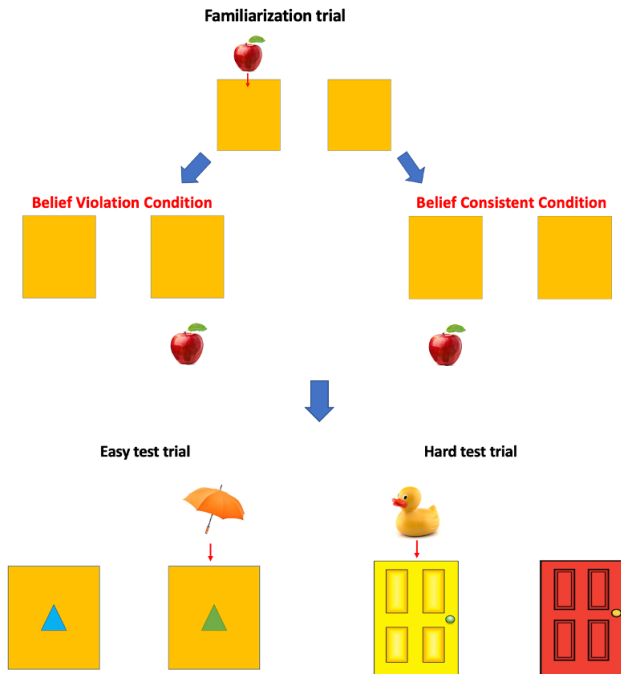 Familiarization trial
Belief Violation Condition
Belief Consistent Condition
Easy test trial
Hard test trial